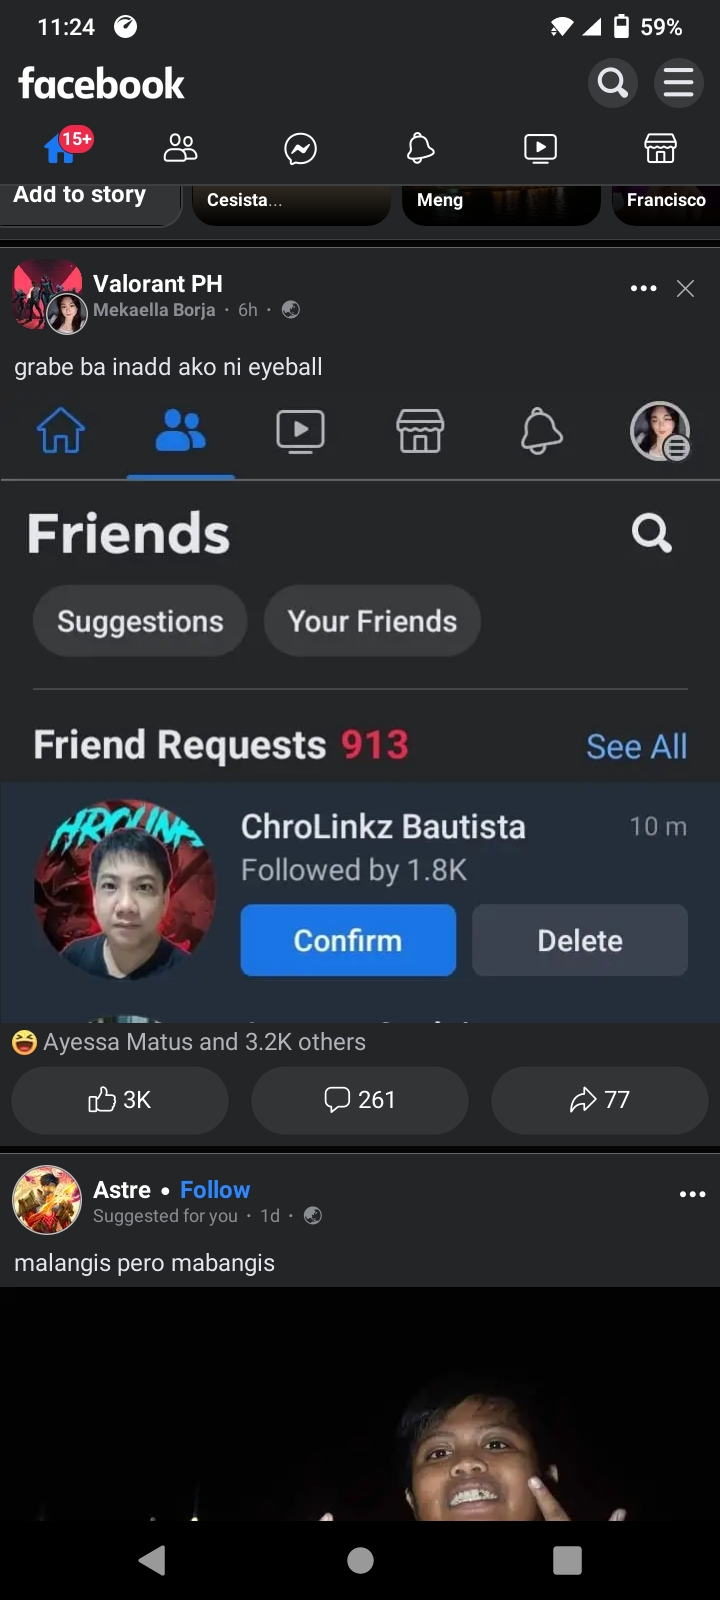 11:24
59%
facebook
15+
Add to story
Cesista...
Meng
Francisco
Valorant PH
Mekaella Borja · 6h ·
grabe ba inadd ako ni eyeball
Friends
Suggestions
Your Friends
Friend Requests 913
See All
ChroLinkz Bautista
10 m
Followed by 1.8K
Confirm
Delete
Ayessa Matus and 3.2K others
3K
261
77
Astre • Follow
Suggested for you · 1d ·
malangis pero mabangis